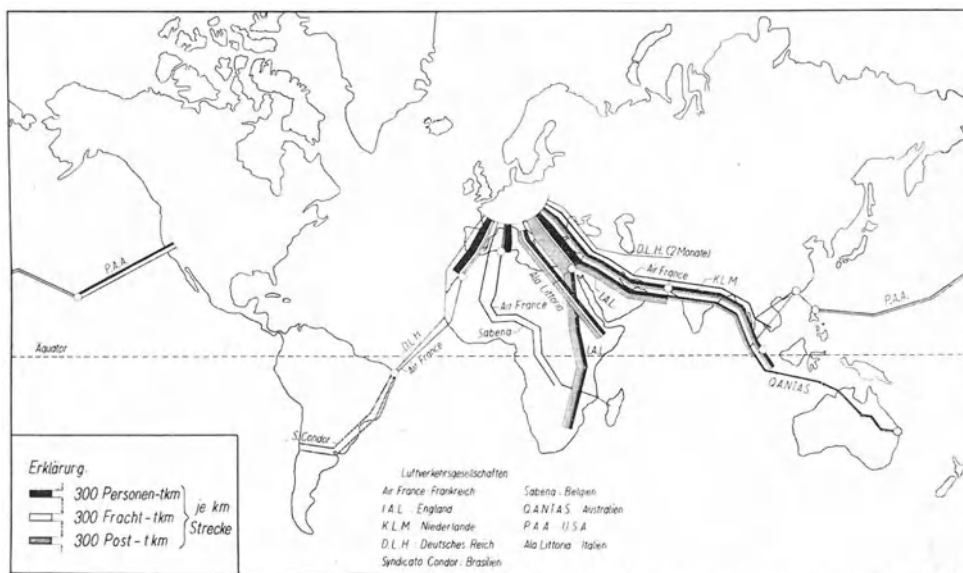 P.A.A.
D.L.H. (2 Monate)
Air France
K.L.M.
P.A.A.
Ala Littoria
I.A.L.
Air France
Sabena
D.L.H.
Air France
Äquator
I.A.L.
QANTAS
S. Condor
Erklärung.
300 Personen-tkm
300 Fracht-tkm
300 Post-tkm
je km
Strecke
Luftverkehrsgesellschaften
Air France: Frankreich
Sabena: Belgien
I.A.L.: England
QANTAS: Australien
K.L.M.: Niederlande
P.A.A.: U.S.A.
D.L.H.: Deutsches Reich
Ala Littoria: Italien
Syndicato Condor: Brasilien